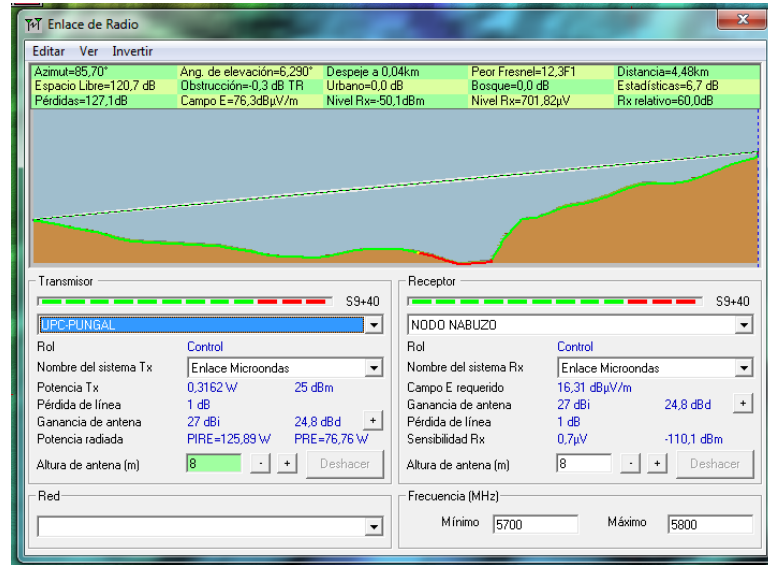 Enlace de Radio
Editar Ver Invertir
Azimut=85,70° Ang. de elevación=6,290° Despeje a 0,04km Peor Fresnel=12,3F1 Distancia=4,48km
Espacio Libre=120,7 dB Obstrucción=-0,3 dB TR Urbano=0,0 dB Bosque=0,0 dB Estadísticas=6,7 dB
Pérdidas=127,1dB Campo E=76,3dBµV/m Nivel Rx=-50,1dBm Nivel Rx=701,82µV Rx relativo=60,0dB
Transmisor Receptor
S9+40 S9+40
UPC-PUNGAL NODO NABUZO
Rol Control Rol Control
Nombre del sistema Tx Enlace Microondas Nombre del sistema Rx Enlace Microondas
Potencia Tx 0,3162 W 25 dBm Campo E requerido 16,31 dBµV/m
Pérdida de línea 1 dB Ganancia de antena 27 dBi 24,8 dBd +
Ganancia de antena 27 dBi 24,8 dBd + Pérdida de línea 1 dB
Potencia radiada PIRE=125,89 W PRE=76,76 W Sensibilidad Rx 0,7µV -110,1 dBm
Altura de antena (m) 8 - + Deshacer Altura de antena (m) 8 - + Deshacer
Red Frecuencia (MHz)
Mínimo 5700 Máximo 5800